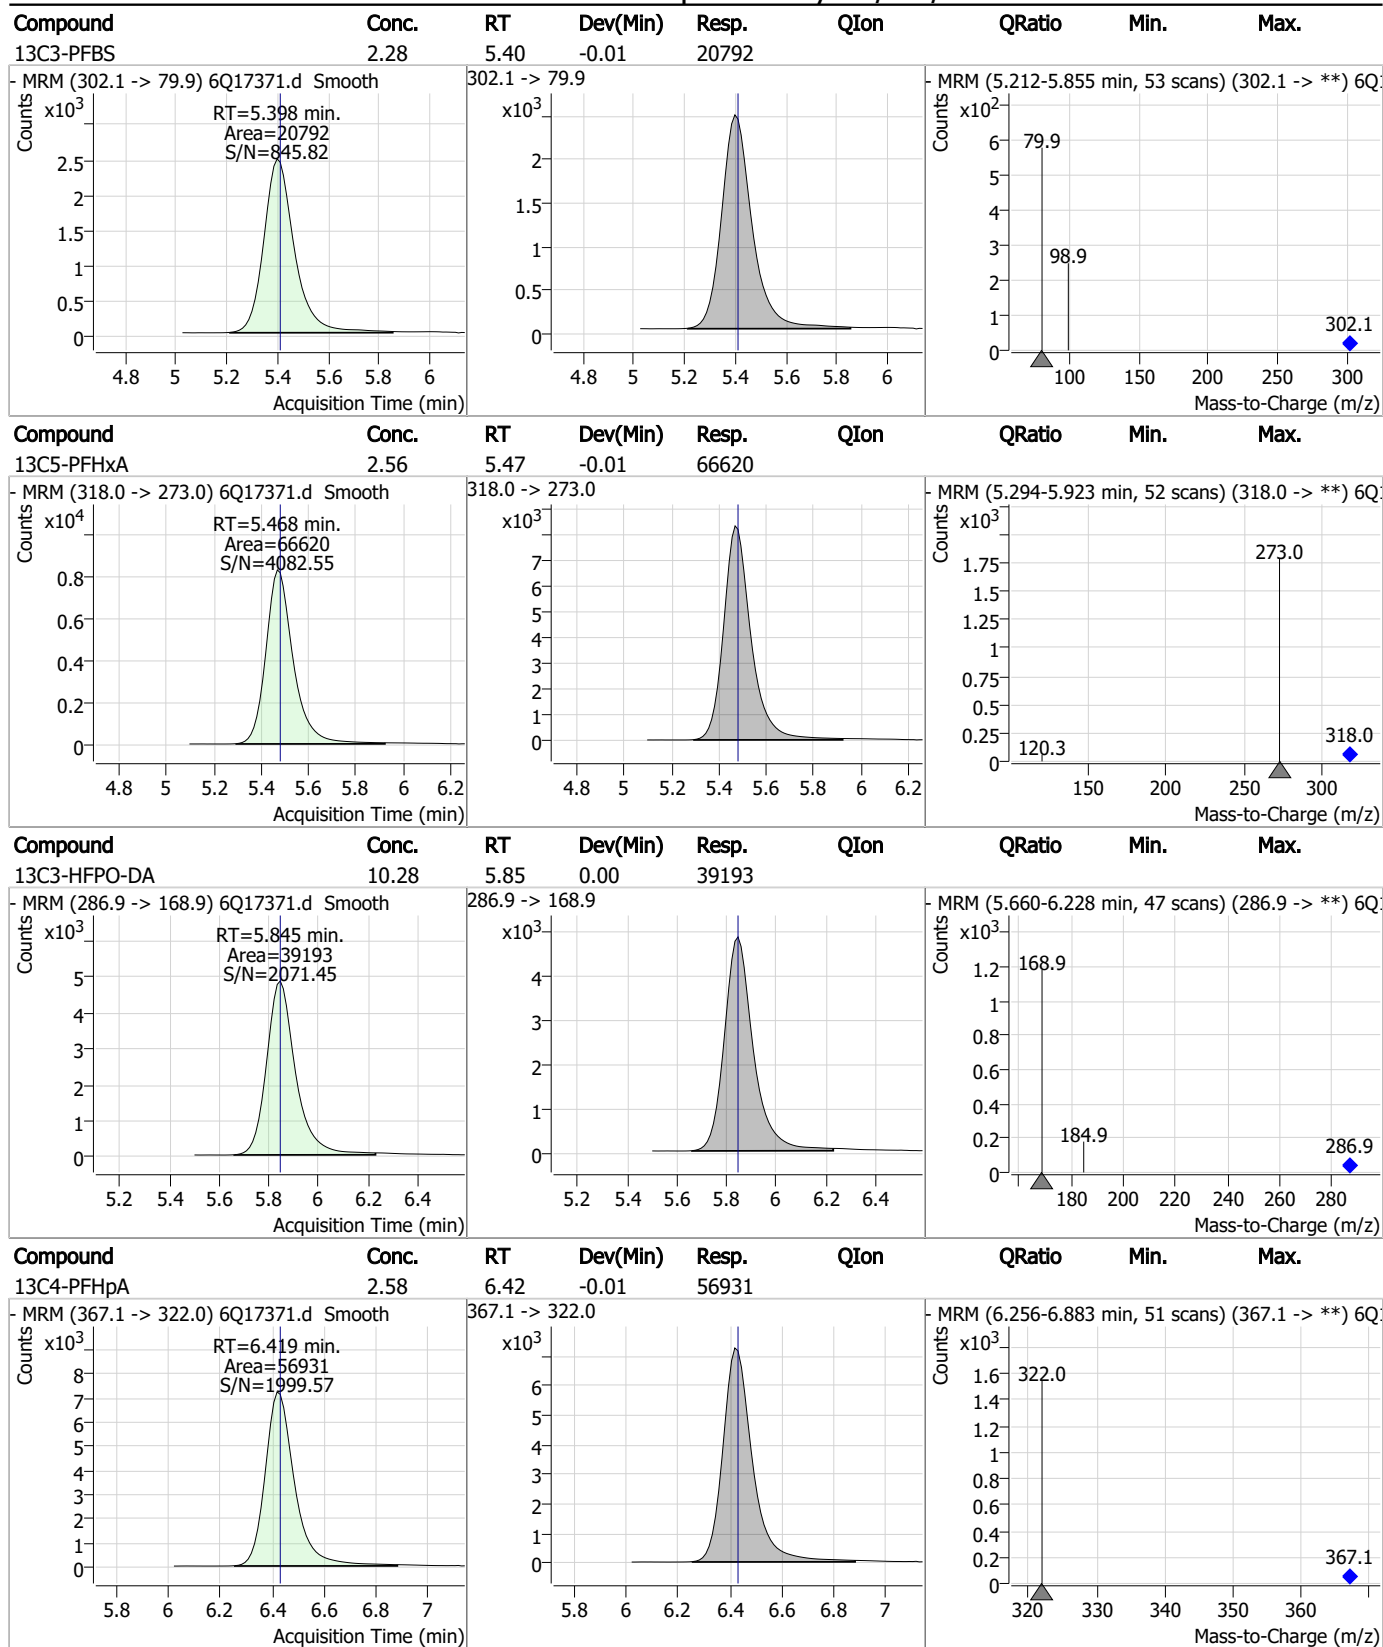 Compound Conc. RT Dev(Min) Resp. QIon QRatio Min. Max.
13C3-PFBS 2.28 5.40 -0.01 20792
- MRM (302.1 -> 79.9) 6Q17371.d Smooth 302.1 -> 79.9 - MRM (5.212-5.855 min, 53 scans) (302.1 -> **) 6Q1
Counts x10^3 RT=5.398 min. Area=20792 S/N=845.82
2.5 2 1.5 1 0.5 0
4.8 5 5.2 5.4 5.6 5.8 6
Acquisition Time (min)
x10^3 2 1.5 1 0.5 0
4.8 5 5.2 5.4 5.6 5.8 6
Counts x10^2 6 5 4 3 2 1 0
79.9 98.9 302.1
100 150 200 250 300
Mass-to-Charge (m/z)
Compound Conc. RT Dev(Min) Resp. QIon QRatio Min. Max.
13C5-PFHxA 2.56 5.47 -0.01 66620
- MRM (318.0 -> 273.0) 6Q17371.d Smooth 318.0 -> 273.0 - MRM (5.294-5.923 min, 52 scans) (318.0 -> **) 6Q1
Counts x10^4 RT=5.468 min. Area=66620 S/N=4082.55
0.8 0.6 0.4 0.2 0
4.8 5 5.2 5.4 5.6 5.8 6 6.2
Acquisition Time (min)
x10^3 7 6 5 4 3 2 1 0
4.8 5 5.2 5.4 5.6 5.8 6 6.2
Counts x10^3 1.75 1.5 1.25 1 0.75 0.5 0.25 0
273.0 120.3 318.0
150 200 250 300
Mass-to-Charge (m/z)
Compound Conc. RT Dev(Min) Resp. QIon QRatio Min. Max.
13C3-HFPO-DA 10.28 5.85 0.00 39193
- MRM (286.9 -> 168.9) 6Q17371.d Smooth 286.9 -> 168.9 - MRM (5.660-6.228 min, 47 scans) (286.9 -> **) 6Q1
Counts x10^3 RT=5.845 min. Area=39193 S/N=2071.45
5 4 3 2 1 0
5.2 5.4 5.6 5.8 6 6.2 6.4
Acquisition Time (min)
x10^3 4 3 2 1 0
5.2 5.4 5.6 5.8 6 6.2 6.4
Counts x10^3 1.2 1 0.8 0.6 0.4 0.2 0
168.9 184.9 286.9
180 200 220 240 260 280
Mass-to-Charge (m/z)
Compound Conc. RT Dev(Min) Resp. QIon QRatio Min. Max.
13C4-PFHpA 2.58 6.42 -0.01 56931
- MRM (367.1 -> 322.0) 6Q17371.d Smooth 367.1 -> 322.0 - MRM (6.256-6.883 min, 51 scans) (367.1 -> **) 6Q1
Counts x10^3 RT=6.419 min. Area=56931 S/N=1999.57
8 7 6 5 4 3 2 1 0
5.8 6 6.2 6.4 6.6 6.8 7
Acquisition Time (min)
x10^3 6 5 4 3 2 1 0
5.8 6 6.2 6.4 6.6 6.8 7
Counts x10^3 1.6 1.4 1.2 1 0.8 0.6 0.4 0.2 0
322.0 367.1
320 330 340 350 360
Mass-to-Charge (m/z)